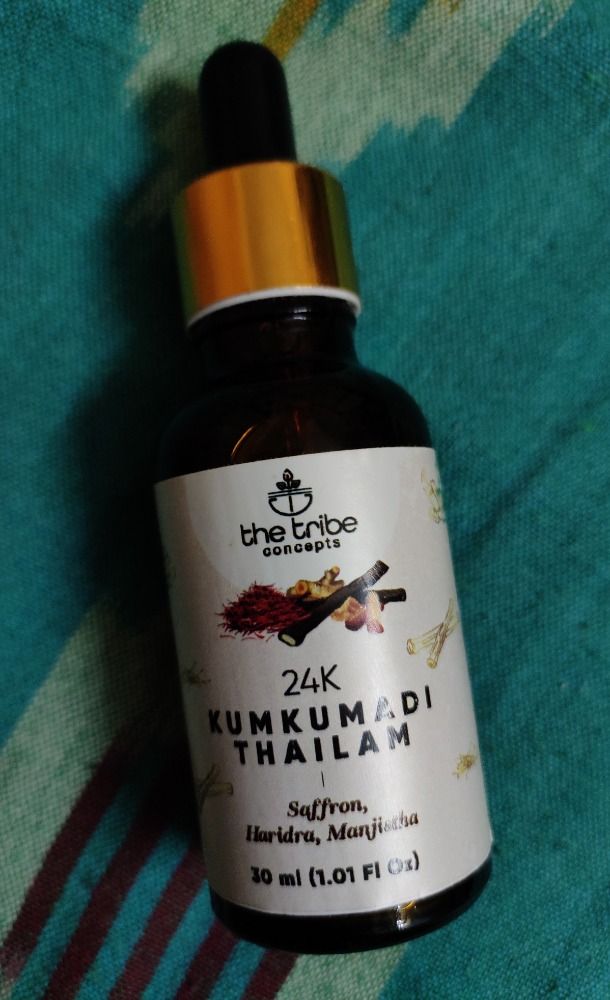 the tribe
concepts
24K
KUMKUMADI
THAILAM
Saffron,
Haridra, Manjistha
30 ml (1.01 Fl Oz)